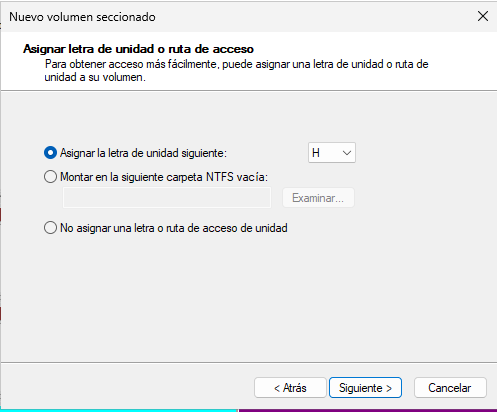 Nuevo volumen seccionado
Asignar letra de unidad o ruta de acceso
Para obtener acceso más fácilmente, puede asignar una letra de unidad o ruta de
unidad a su volumen.
Asignar la letra de unidad siguiente:
H
Montar en la siguiente carpeta NTFS vacía:
Examinar...
No asignar una letra o ruta de acceso de unidad
< Atrás
Siguiente >
Cancelar